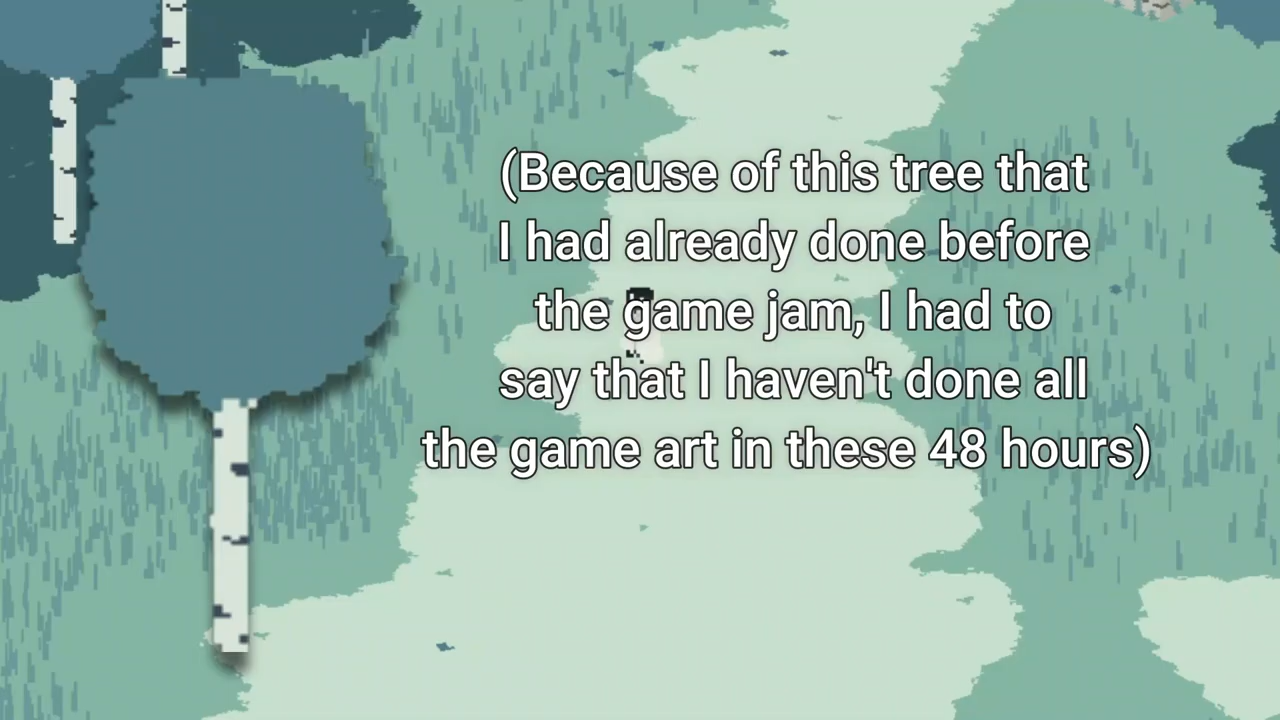 (Because of this tree that
I had already done before
the game jam, I had to
say that I haven't done all
the game art in these 48 hours)